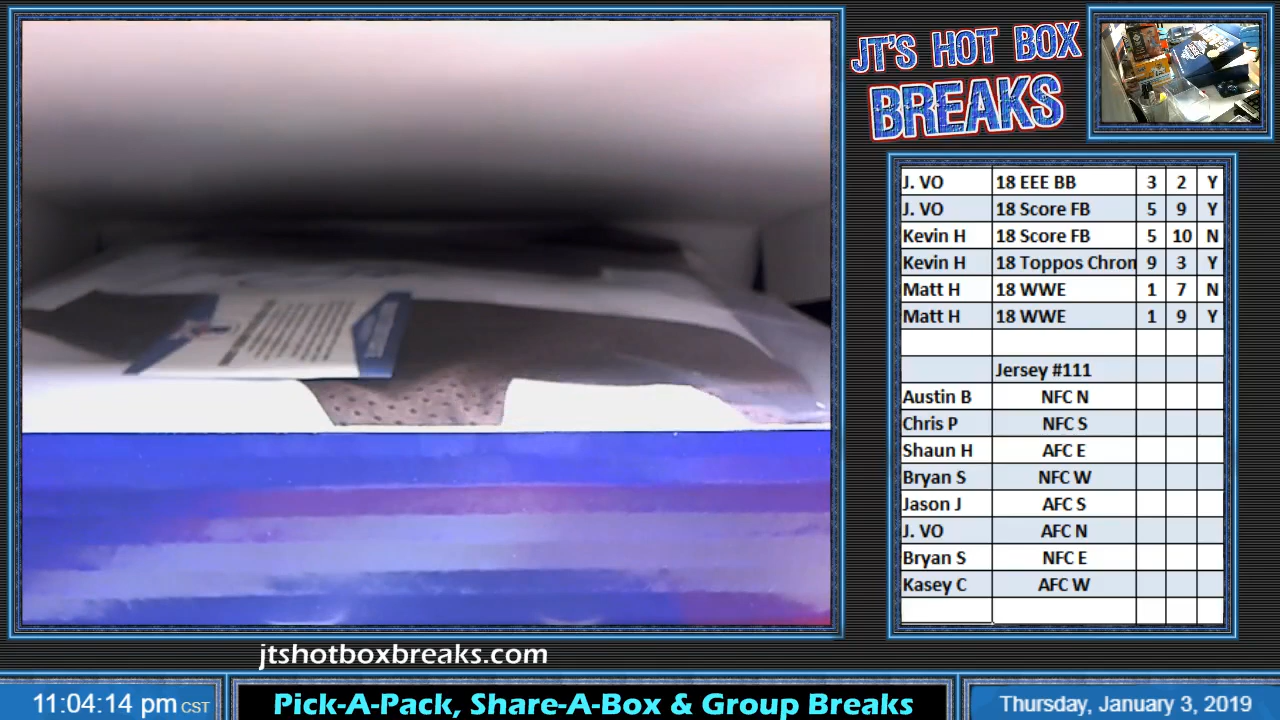 JT'S HOT BOX
BREAKS
J. VO 18 EEE BB 3 2 Y
J. VO 18 Score FB 5 9 Y
Kevin H 18 Score FB 5 10 N
Kevin H 18 Toppos Chron 9 3 Y
Matt H 18 WWE 1 7 N
Matt H 18 WWE 1 9 Y
Jersey #111
Austin B NFC N
Chris P NFC S
Shaun H AFC E
Bryan S NFC W
Jason J AFC S
J. VO AFC N
Bryan S NFC E
Kasey C AFC W
jtshotboxbreaks.com
11:04:14 pm CST
Pick-A-Pack, Share-A-Box & Group Breaks
Thursday, January 3, 2019